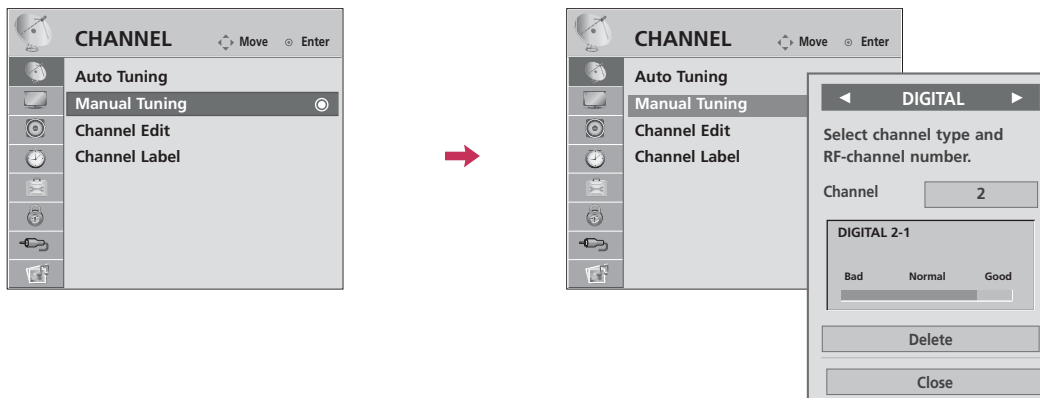 CHANNEL Move Enter
Auto Tuning
Manual Tuning
Channel Edit
Channel Label
CHANNEL Move Enter
Auto Tuning
Manual Tuning
Channel Edit
Channel Label
DIGITAL
Select channel type and
RF-channel number.
Channel 2
DIGITAL 2-1
Bad Normal Good
Delete
Close